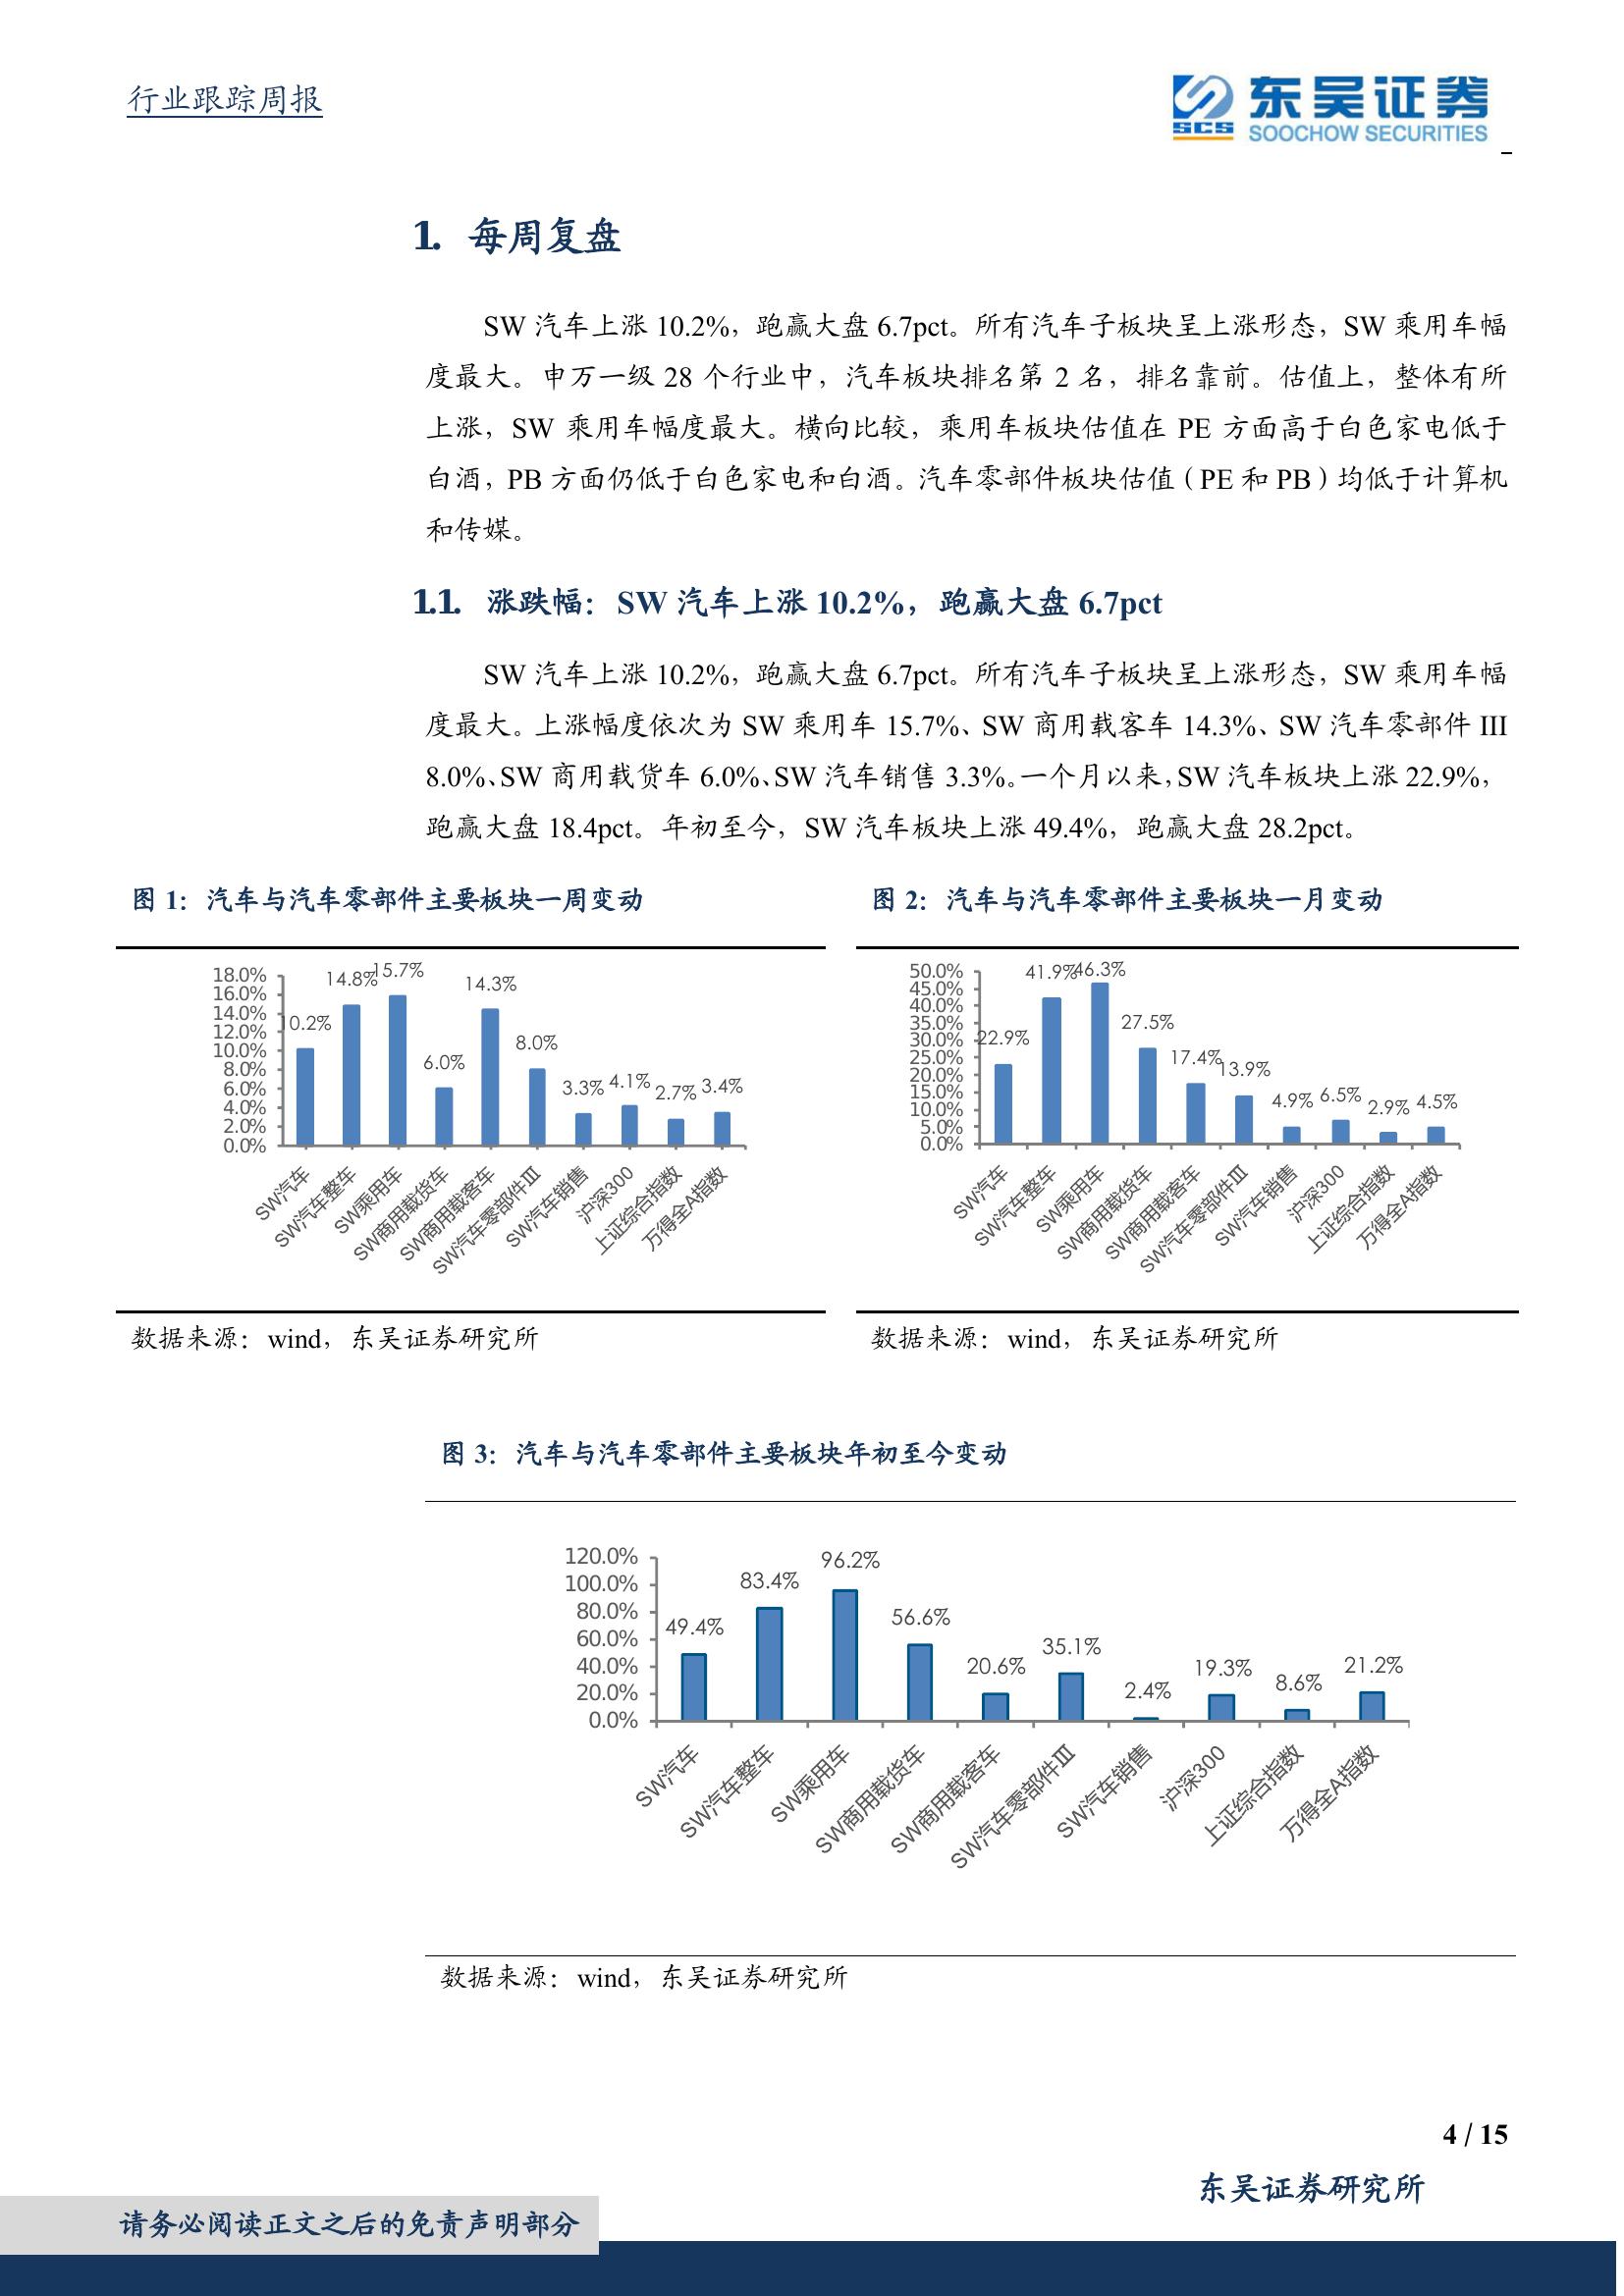 行业跟踪周报
SCS 东吴证券
SOOCHOW SECURITIES
1. 每周复盘
SW 汽车上涨 10.2%，跑赢大盘 6.7pct。所有汽车子板块呈上涨形态，SW 乘用车幅
度最大。申万一级 28 个行业中，汽车板块排名第 2 名，排名靠前。估值上，整体有所
上涨，SW 乘用车幅度最大。横向比较，乘用车板块估值在 PE 方面高于白色家电低于
白酒，PB 方面仍低于白色家电和白酒。汽车零部件板块估值（PE 和 PB）均低于计算机
和传媒。
1.1. 涨跌幅：SW 汽车上涨 10.2%，跑赢大盘 6.7pct
SW 汽车上涨 10.2%，跑赢大盘 6.7pct。所有汽车子板块呈上涨形态，SW 乘用车幅
度最大。上涨幅度依次为 SW 乘用车 15.7%、SW 商用载客车 14.3%、SW 汽车零部件 III
8.0%、SW 商用载货车 6.0%、SW 汽车销售 3.3%。一个月以来，SW 汽车板块上涨 22.9%，
跑赢大盘 18.4pct。年初至今，SW 汽车板块上涨 49.4%，跑赢大盘 28.2pct。
图 1：汽车与汽车零部件主要板块一周变动
18.0%
16.0%
14.0%
12.0%
10.0%
8.0%
6.0%
4.0%
2.0%
0.0%
10.2%
14.8%
15.7%
6.0%
14.3%
8.0%
3.3%
4.1%
2.7%
3.4%
SW汽车
SW汽车整车
SW乘用车
SW商用载货车
SW商用载客车
SW汽车零部件III
SW汽车销售
沪深300
上证综合指数
万得全A指数
数据来源：wind，东吴证券研究所
图 2：汽车与汽车零部件主要板块一月变动
50.0%
45.0%
40.0%
35.0%
30.0%
25.0%
20.0%
15.0%
10.0%
5.0%
0.0%
22.9%
41.9%
46.3%
27.5%
17.4%
13.9%
4.9%
6.5%
2.9%
4.5%
SW汽车
SW汽车整车
SW乘用车
SW商用载货车
SW商用载客车
SW汽车零部件III
SW汽车销售
沪深300
上证综合指数
万得全A指数
数据来源：wind，东吴证券研究所
图 3：汽车与汽车零部件主要板块年初至今变动
120.0%
100.0%
80.0%
60.0%
40.0%
20.0%
0.0%
49.4%
83.4%
96.2%
56.6%
20.6%
35.1%
2.4%
19.3%
8.6%
21.2%
SW汽车
SW汽车整车
SW乘用车
SW商用载货车
SW商用载客车
SW汽车零部件III
SW汽车销售
沪深300
上证综合指数
万得全A指数
数据来源：wind，东吴证券研究所
4 / 15
东吴证券研究所
请务必阅读正文之后的免责声明部分